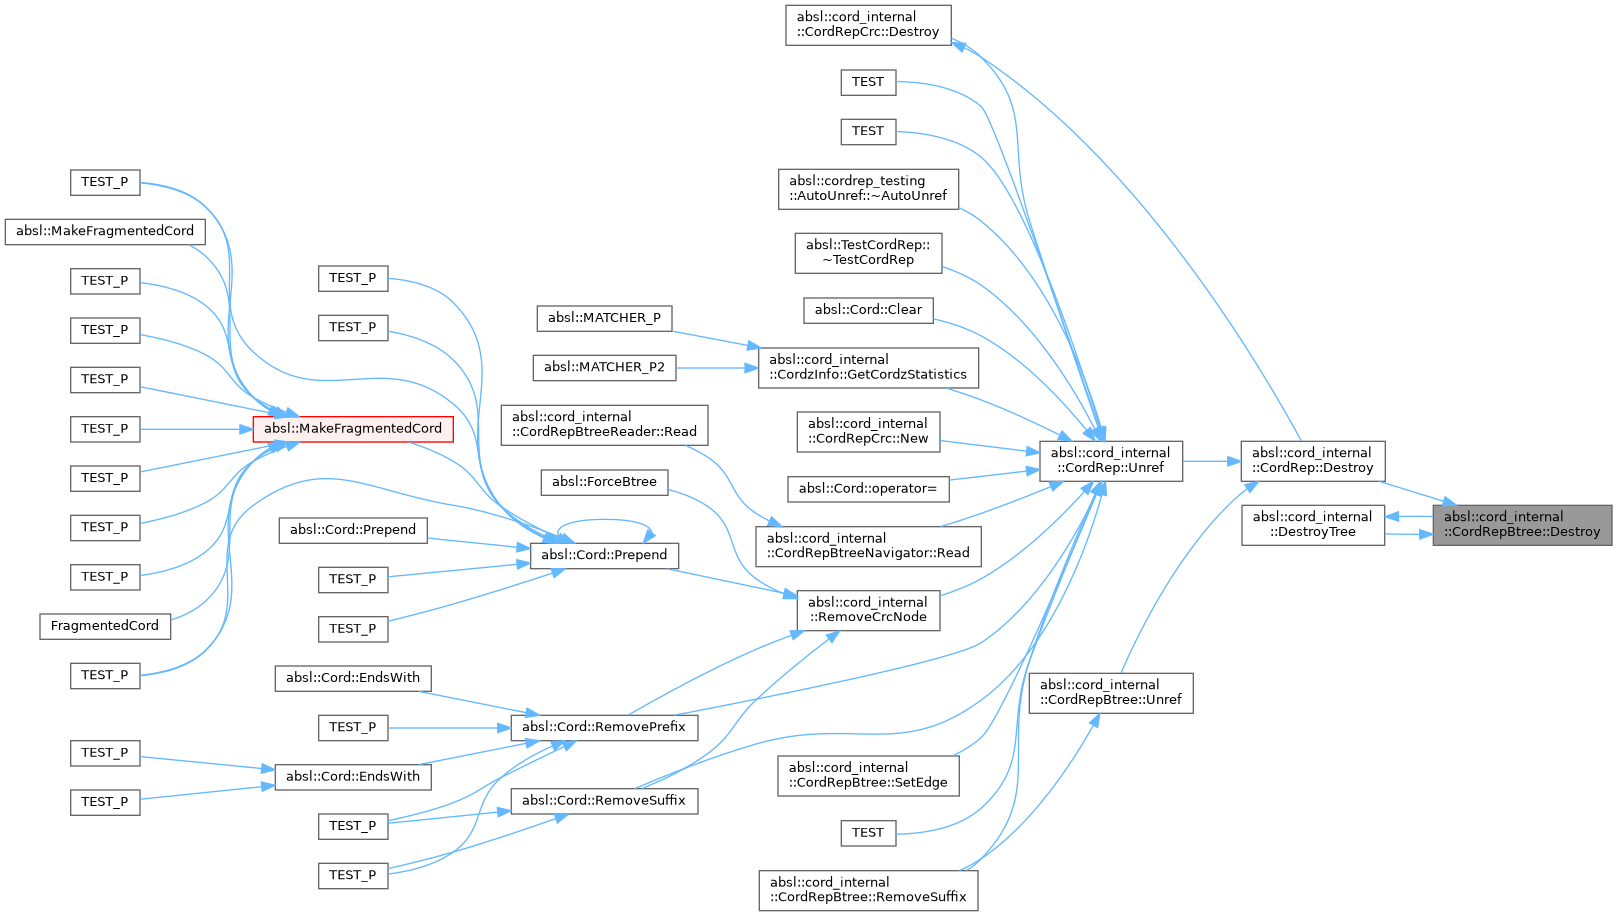 absl::cord_internal
::CordRepCrc::Destroy
TEST
TEST
absl::cordrep_testing
::AutoUnref::~AutoUnref
TEST_P
absl::MakeFragmentedCord
absl::TestCordRep::
~TestCordRep
TEST_P
TEST_P
absl::Cord::Clear
absl::MATCHER_P
TEST_P
TEST_P
absl::cord_internal
::CordzInfo::GetCordzStatistics
absl::MATCHER_P2
TEST_P
absl::cord_internal
::CordRepBtreeReader::Read
absl::cord_internal
::CordRepCrc::New
TEST_P
absl::MakeFragmentedCord
absl::cord_internal
::CordRep::Unref
absl::cord_internal
::CordRep::Destroy
TEST_P
absl::ForceBtree
absl::Cord::operator=
TEST_P
absl::Cord::Prepend
absl::cord_internal
::DestroyTree
absl::cord_internal
::CordRepBtree::Destroy
absl::Cord::Prepend
absl::cord_internal
::CordRepBtreeNavigator::Read
TEST_P
TEST_P
absl::cord_internal
::RemoveCrcNode
FragmentedCord
TEST_P
TEST_P
absl::Cord::EndsWith
absl::cord_internal
::CordRepBtree::Unref
TEST_P
absl::Cord::RemovePrefix
TEST_P
absl::Cord::EndsWith
absl::cord_internal
::CordRepBtree::SetEdge
TEST_P
absl::Cord::RemoveSuffix
TEST_P
TEST
TEST_P
absl::cord_internal
::CordRepBtree::RemoveSuffix